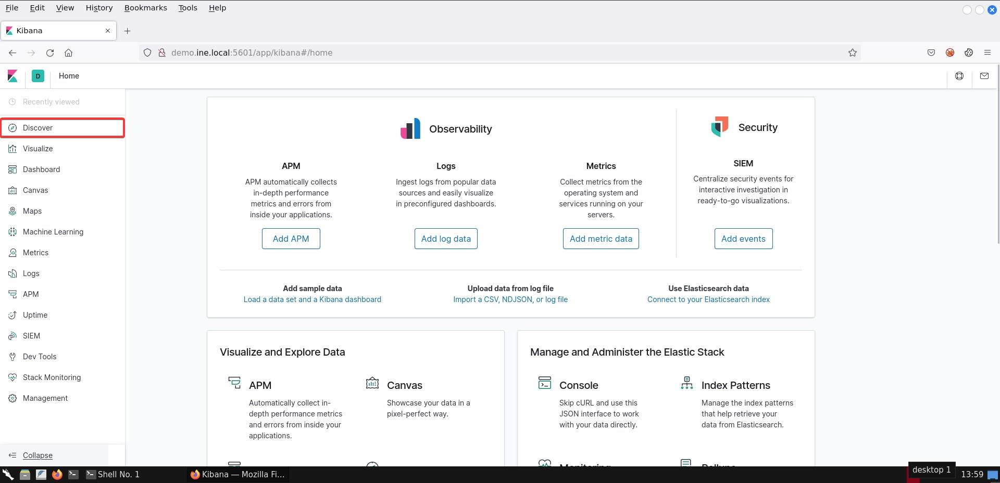 File Edit View History Bookmarks Tools Help
Kibana
demo.ine.local:5601/app/kibana#/home
D Home
Recently viewed
Discover
Visualize
Dashboard
Canvas
Maps
Machine Learning
Metrics
Logs
APM
Uptime
SIEM
Dev Tools
Stack Monitoring
Management
Collapse
Observability
APM
APM automatically collects
in-depth performance
metrics and errors from
inside your applications.
Add APM
Logs
Ingest logs from popular data
sources and easily visualize
in preconfigured dashboards.
Add log data
Metrics
Collect metrics from the
operating system and
services running on your
servers.
Add metric data
Security
SIEM
Centralize security events for
interactive investigation in
ready-to-go visualizations.
Add events
Add sample data
Load a data set and a Kibana dashboard
Upload data from log file
Import a CSV, NDJSON, or log file
Use Elasticsearch data
Connect to your Elasticsearch index
Visualize and Explore Data
APM
Automatically collect in-
depth performance metrics
and errors from inside your
applications.
Canvas
Showcase your data in a
pixel-perfect way.
Manage and Administer the Elastic Stack
Console
Skip cURL and use this
JSON interface to work
with your data directly.
Index Patterns
Manage the index patterns
that help retrieve your
data from Elasticsearch.
Monitoring
Rollups
Shell No. 1
Kibana — Mozilla Fi...
desktop 1
13:59